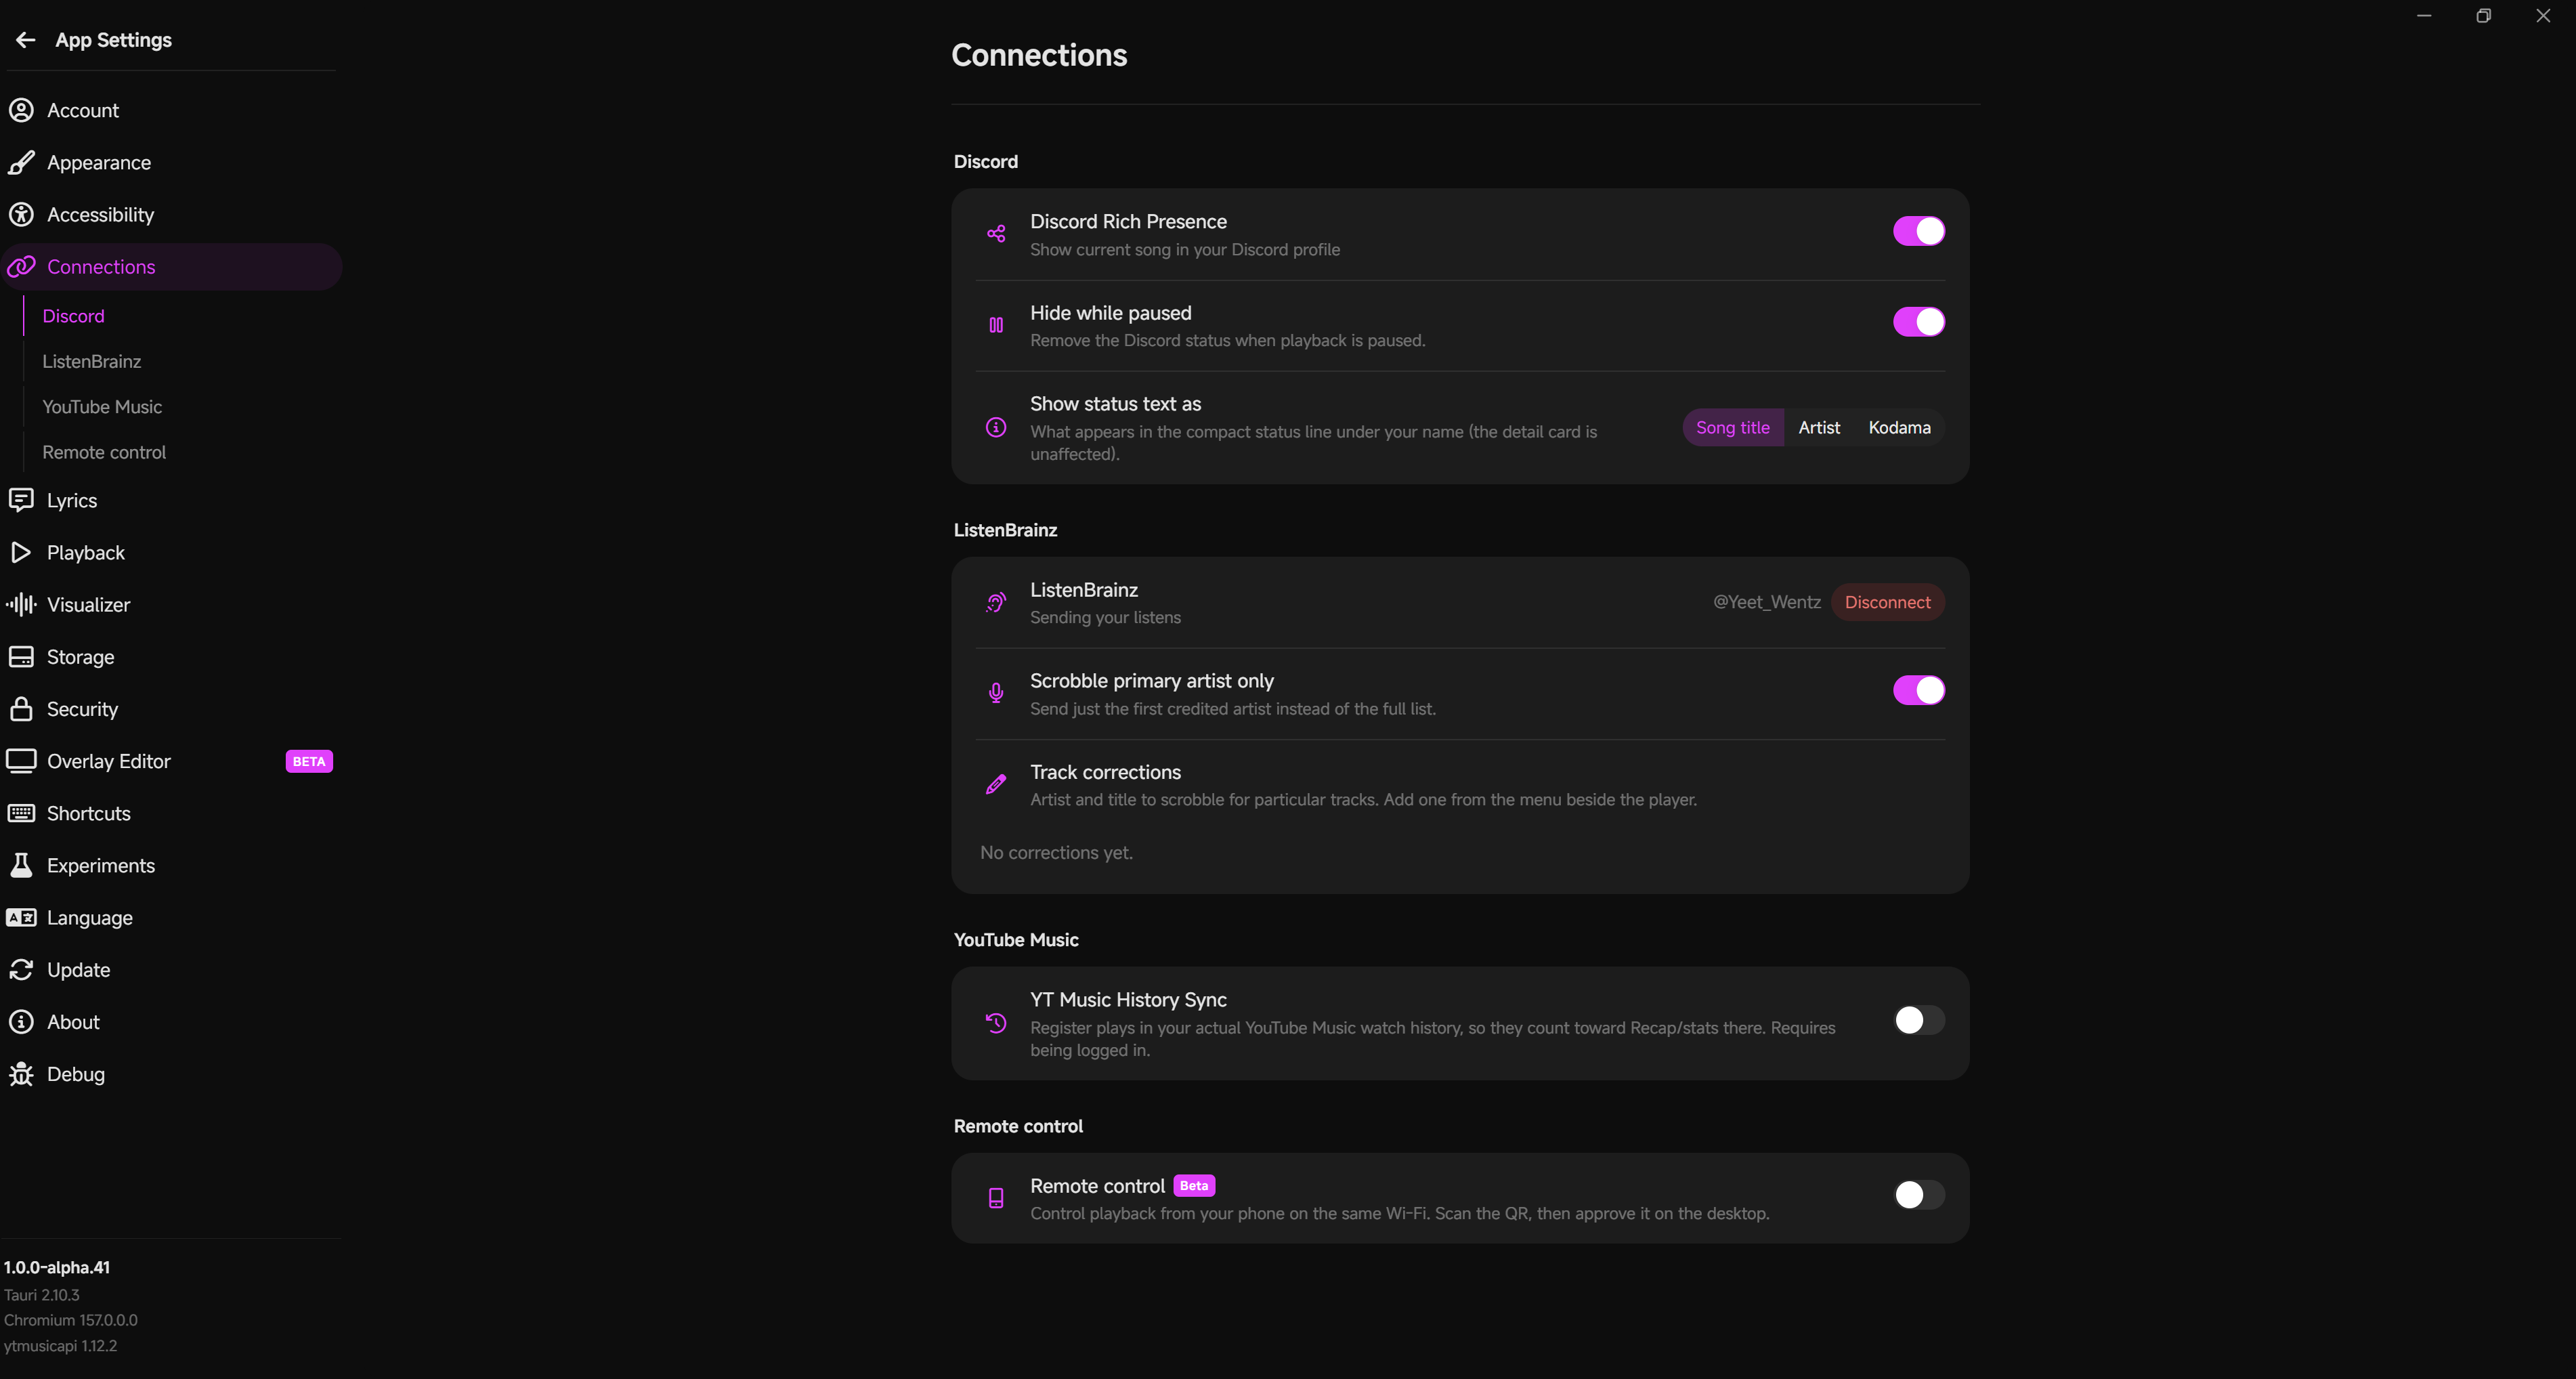 App Settings
Account
Appearance
Accessibility
Connections
Discord
ListenBrainz
YouTube Music
Remote control
Lyrics
Playback
Visualizer
Storage
Security
Overlay Editor BETA
Shortcuts
Experiments
Language
Update
About
Debug
1.0.0-alpha.41
Tauri 2.10.3
Chromium 157.0.0.0
ytmusicapi 1.12.2
Connections
Discord
Discord Rich Presence
Show current song in your Discord profile
Hide while paused
Remove the Discord status when playback is paused.
Show status text as
What appears in the compact status line under your name (the detail card is
unaffected).
Song title Artist Kodama
ListenBrainz
ListenBrainz
Sending your listens
@Yeet_Wentz Disconnect
Scrobble primary artist only
Send just the first credited artist instead of the full list.
Track corrections
Artist and title to scrobble for particular tracks. Add one from the menu beside the player.
No corrections yet.
YouTube Music
YT Music History Sync
Register plays in your actual YouTube Music watch history, so they count toward Recap/stats there. Requires
being logged in.
Remote control
Remote control Beta
Control playback from your phone on the same Wi-Fi. Scan the QR, then approve it on the desktop.